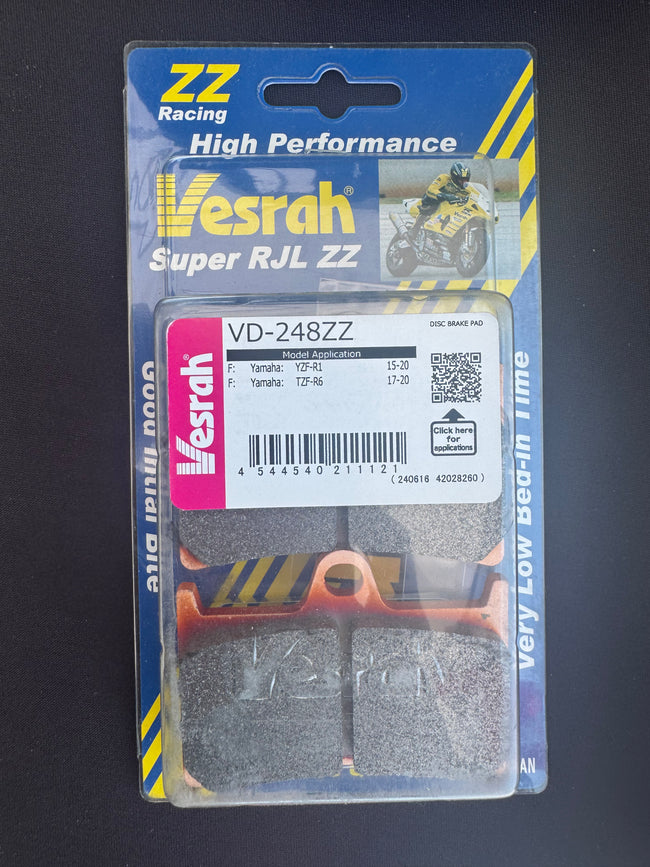 ZZ
Racing
High Performance
Vesrah®
Super RJL ZZ
Vesrah
VD-248ZZ
DISC BRAKE PAD
Model Application
F: Yamaha: YZF-R1 15-20
F: Yamaha: TZF-R6 17-20
Click here
for
applications
4 544540 211121
(240616 42028260)
Good Initial Bite
Very Low Bed-In Time
Vesrah
AN